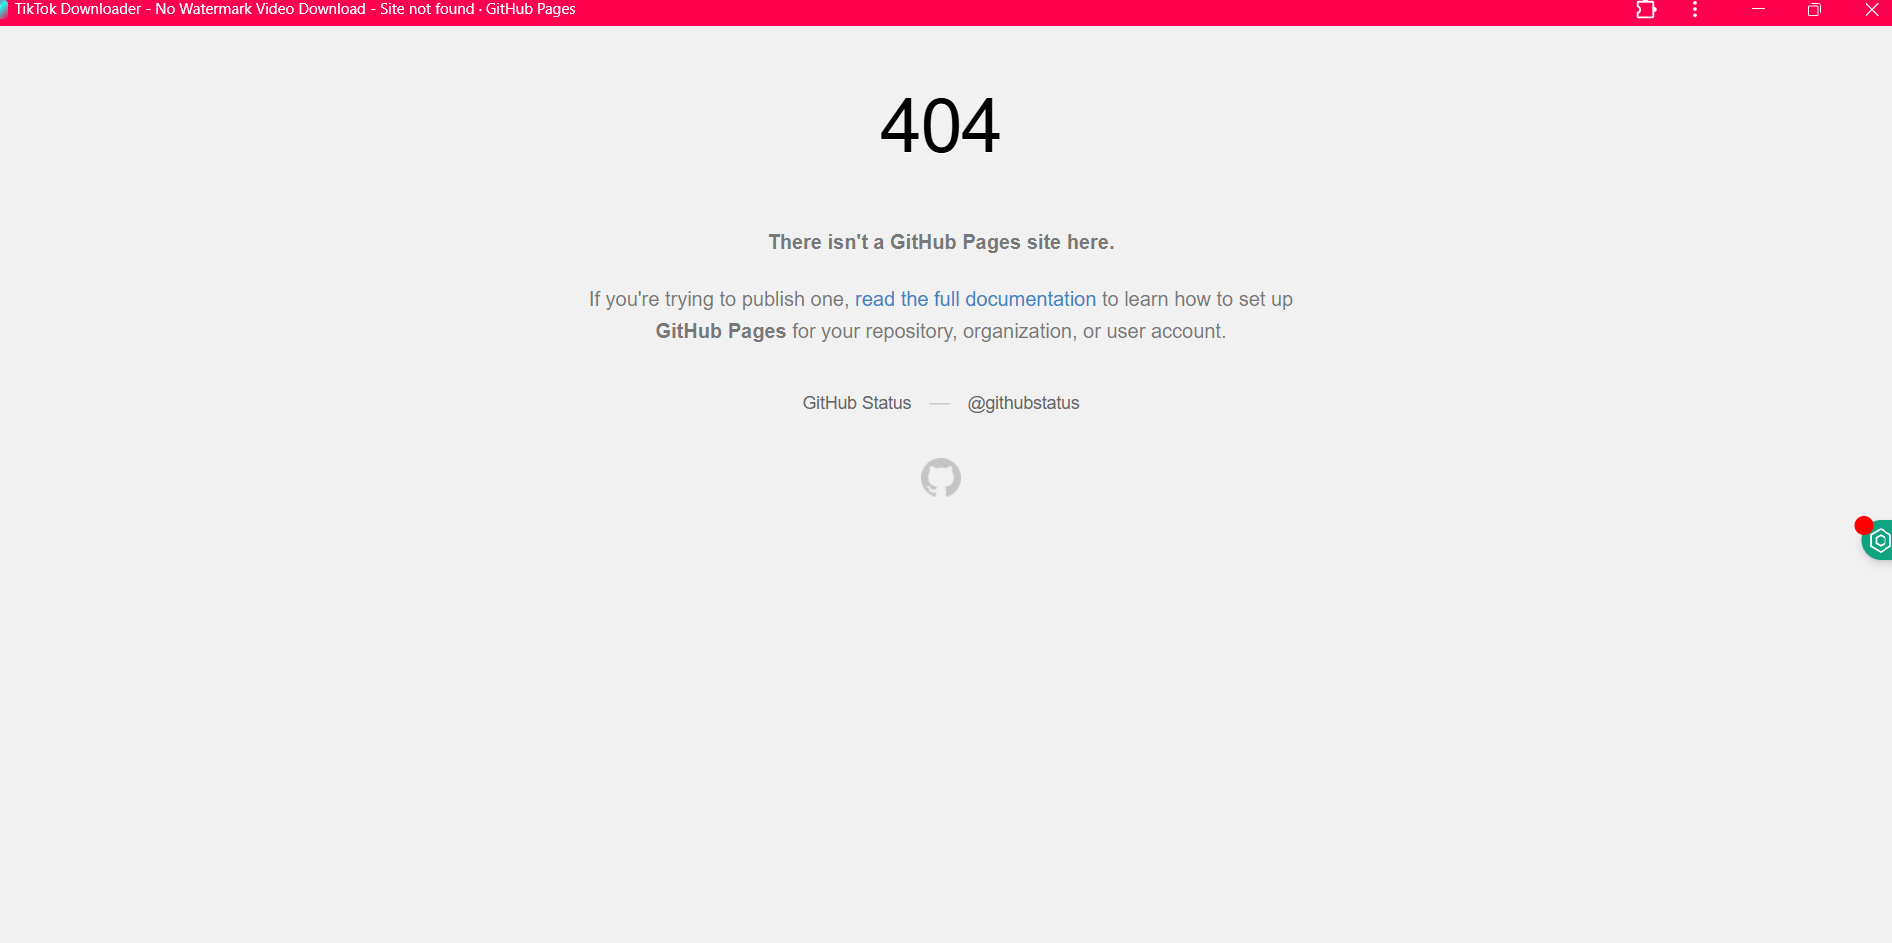 TikTok Downloader - No Watermark Video Download - Site not found · GitHub Pages
404
There isn't a GitHub Pages site here.
If you're trying to publish one, read the full documentation to learn how to set up
GitHub Pages for your repository, organization, or user account.
GitHub Status — @githubstatus